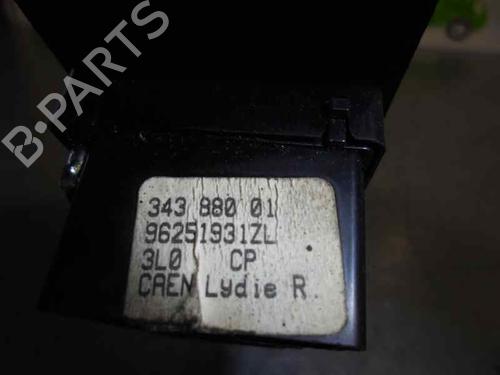 B-PARTS
343 880 01
96251931ZL
3L0 CP
CAEN Lydie R.